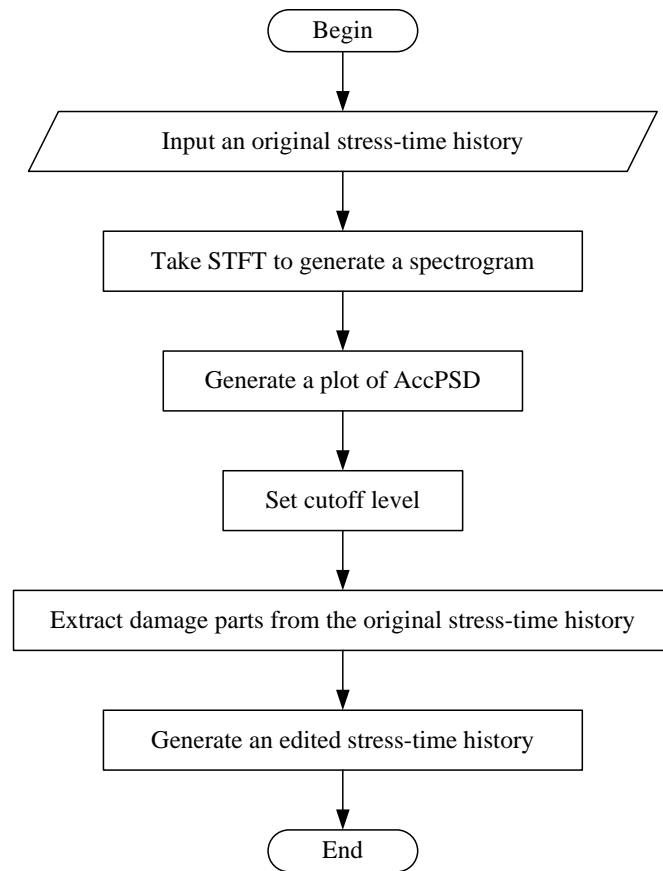 Begin
Input an original stress-time history
Take STFT to generate a spectrogram
Generate a plot of AccPSD
Set cutoff level
Extract damage parts from the original stress-time history
Generate an edited stress-time history
End